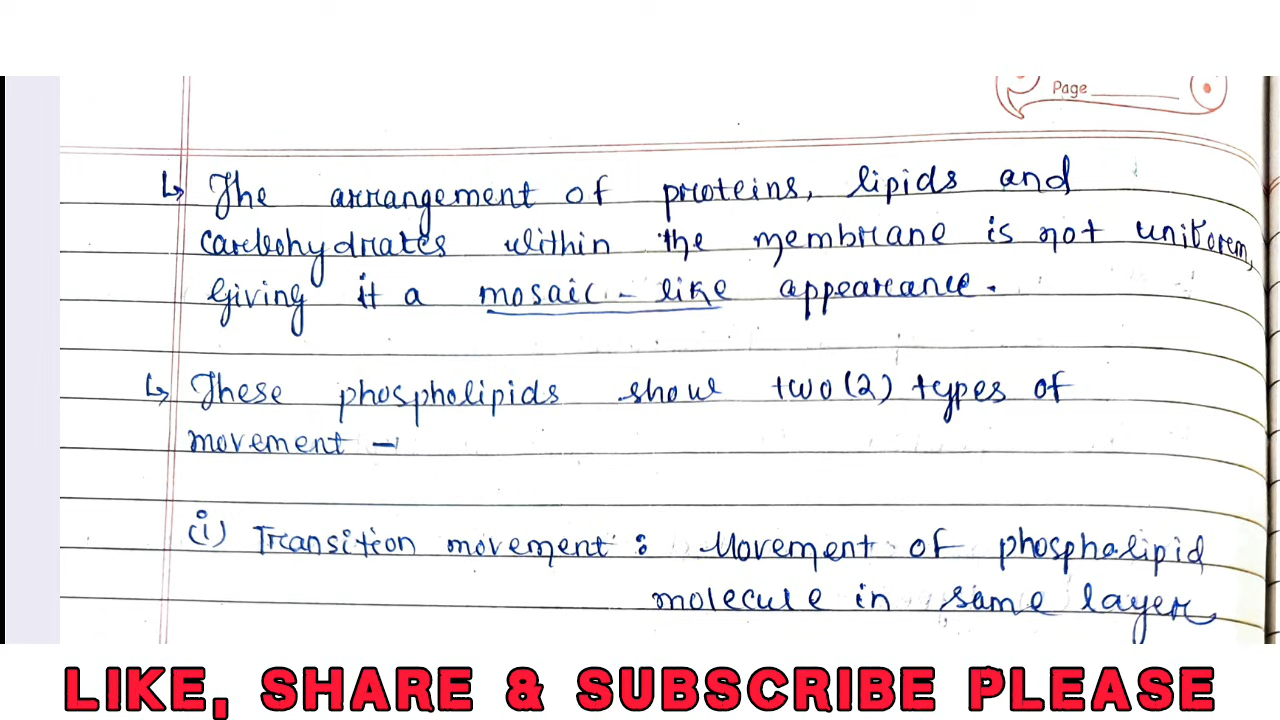 Page
↳ The arrangement of proteins, lipids and
carbohydrates within the membrane is not uniform,
giving it a mosaic-like appearance.
↳ These phospholipids show two (2) types of
movement →
(i) Transition movement : Movement of phospholipid
molecule in same layer
LIKE, SHARE & SUBSCRIBE PLEASE